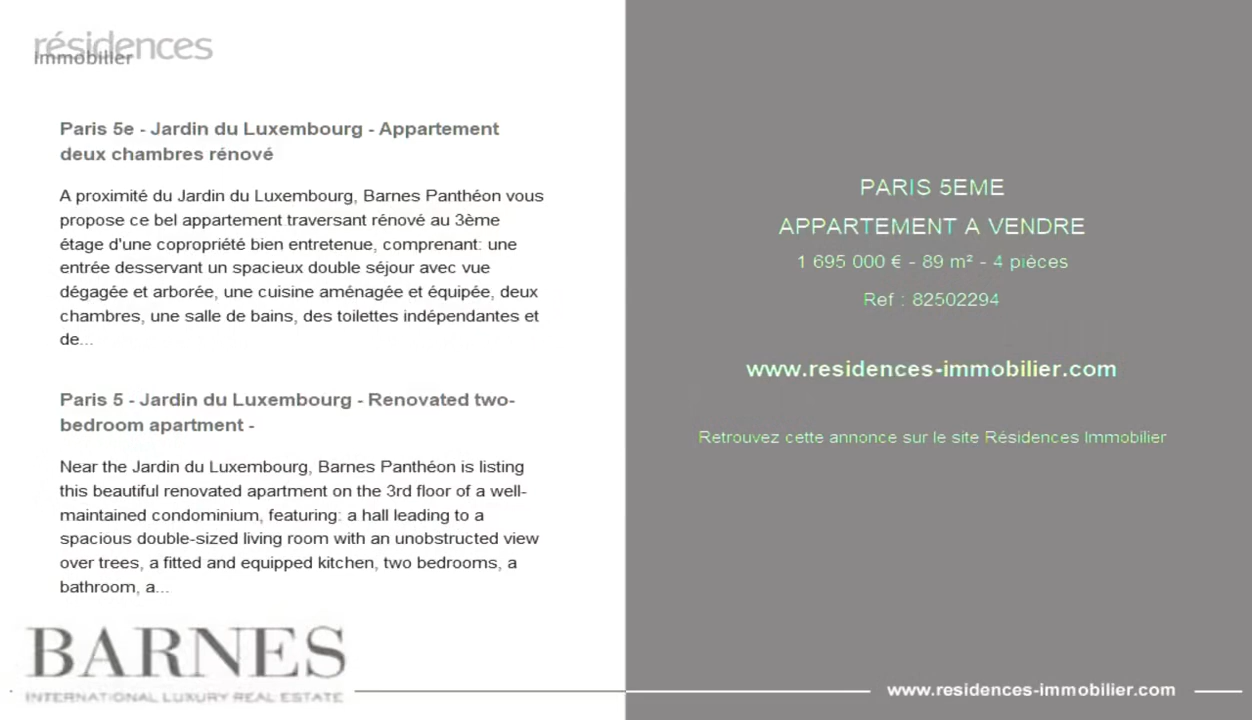 résidences
Immobilier
Paris 5e - Jardin du Luxembourg - Appartement
deux chambres rénové
A proximité du Jardin du Luxembourg, Barnes Panthéon vous
propose ce bel appartement traversant rénové au 3ème
étage d'une copropriété bien entretenue, comprenant: une
entrée desservant un spacieux double séjour avec vue
dégagée et arborée, une cuisine aménagée et équipée, deux
chambres, une salle de bains, des toilettes indépendantes et
de...
Paris 5 - Jardin du Luxembourg - Renovated two-
bedroom apartment -
Near the Jardin du Luxembourg, Barnes Panthéon is listing
this beautiful renovated apartment on the 3rd floor of a well-
maintained condominium, featuring: a hall leading to a
spacious double-sized living room with an unobstructed view
over trees, a fitted and equipped kitchen, two bedrooms, a
bathroom, a...
BARNES
INTERNATIONAL LUXURY REAL ESTATE
PARIS 5EME
APPARTEMENT A VENDRE
1 695 000 € - 89 m² - 4 pièces
Ref : 82502294
www.residences-immobilier.com
Retrouvez cette annonce sur le site Résidences Immobilier
www.residences-immobilier.com